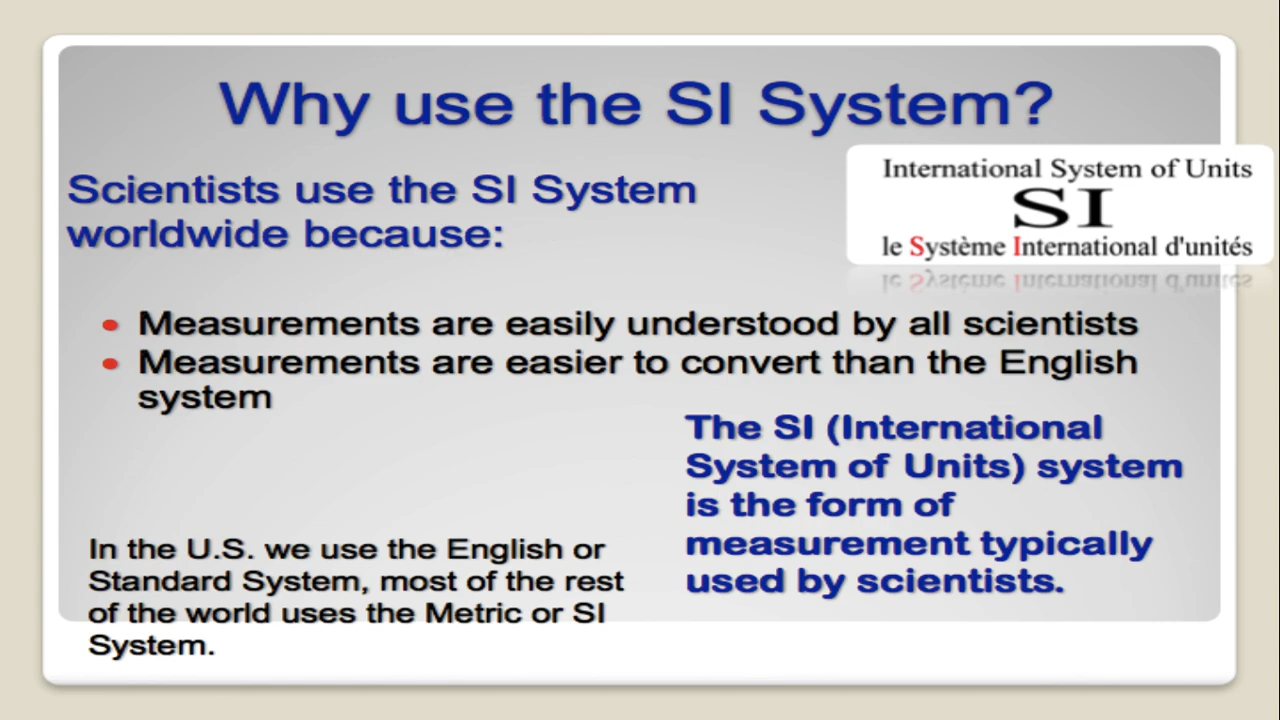 Why use the SI System?
Scientists use the SI System
worldwide because:
International System of Units
SI
le Système International d'unités
• Measurements are easily understood by all scientists
• Measurements are easier to convert than the English
system
The SI (International
System of Units) system
is the form of
measurement typically
used by scientists.
In the U.S. we use the English or
Standard System, most of the rest
of the world uses the Metric or SI
System.